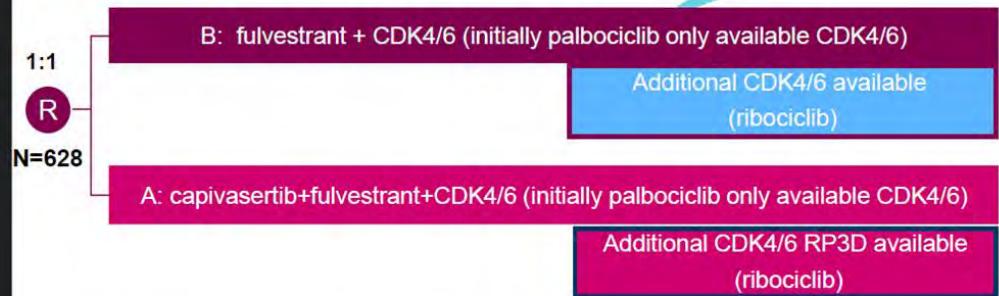 B: fulvestrant + CDK4/6 (initially palbociclib only available CDK4/6)
1:1
Additional CDK4/6 available
(ribociclib)
R
N=628
A: capivasertib+fulvestrant+CDK4/6 (initially palbociclib only available CDK4/6)
Additional CDK4/6 RP3D available
(ribociclib)